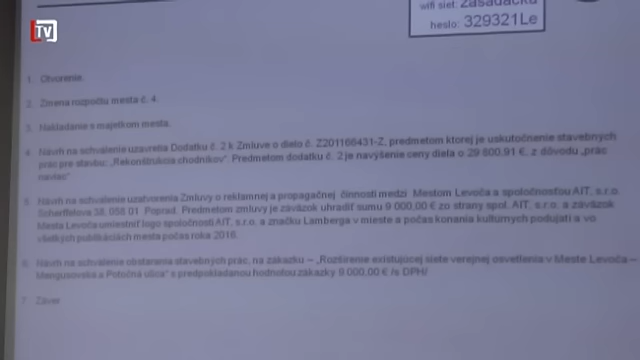 LTV
wifi sieť: Zasadačka
heslo: 329321Le
1. Otvorenie.
2. Zmena rozpočtu mesta č. 4.
3. Nakladanie s majetkom mesta.
4. Návrh na schválenie uzavretia Dodatku č. 2 k Zmluve o dielo č. Z201166431-Z, predmetom ktorej je uskutočnenie stavebných
prác pre stavbu: „Rekonštrukcia chodníkov“. Predmetom dodatku č. 2 je navýšenie ceny diela o 29 800,91 €, z dôvodu „prác
naviac“
5. Návrh na schválenie uzatvorenia Zmluvy o reklamnej a propagačnej činnosti medzi Mestom Levoča a spoločnosťou AIT, s.r.o.
Scherffelova 38, 058 01 Poprad. Predmetom zmluvy je záväzok uhradiť sumu 9 000,00 € zo strany spol. AIT, s.r.o. a záväzok
Mesta Levoča umiestniť logo spoločnosti AIT, s.r.o. a značku Lamberga v mieste a počas konania kultúrnych podujatí a vo
všetkých publikáciách mesta počas roka 2016.
6. Návrh na schválenie obstarania stavebných prác, na zákazku – „Rozšírenie existujúcej siete verejnej osvetlenia v Meste Levoča –
Mengusovská a Potočná ulica“ s predpokladanou hodnotou zákazky 9 000,00 € /s DPH/
7. Záver